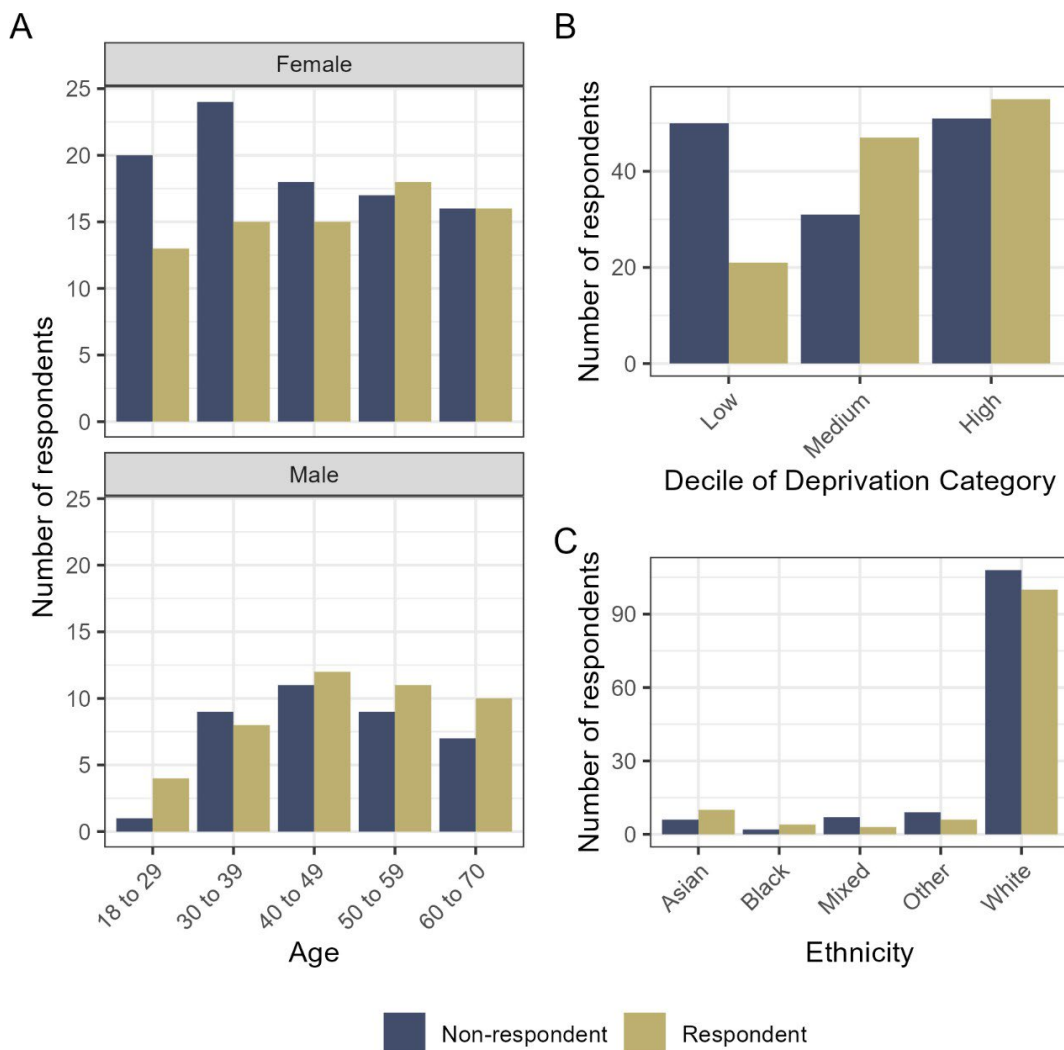 A
Female
25
20
15
10
5
0
Male
25
20
15
10
5
0
Number of respondents
18 to 29
30 to 39
40 to 49
50 to 59
60 to 70
Age
B
Number of respondents
40
20
0
Low
Medium
High
Decile of Deprivation Category
C
Number of respondents
90
60
30
0
Asian
Black
Mixed
Other
White
Ethnicity
Non-respondent
Respondent